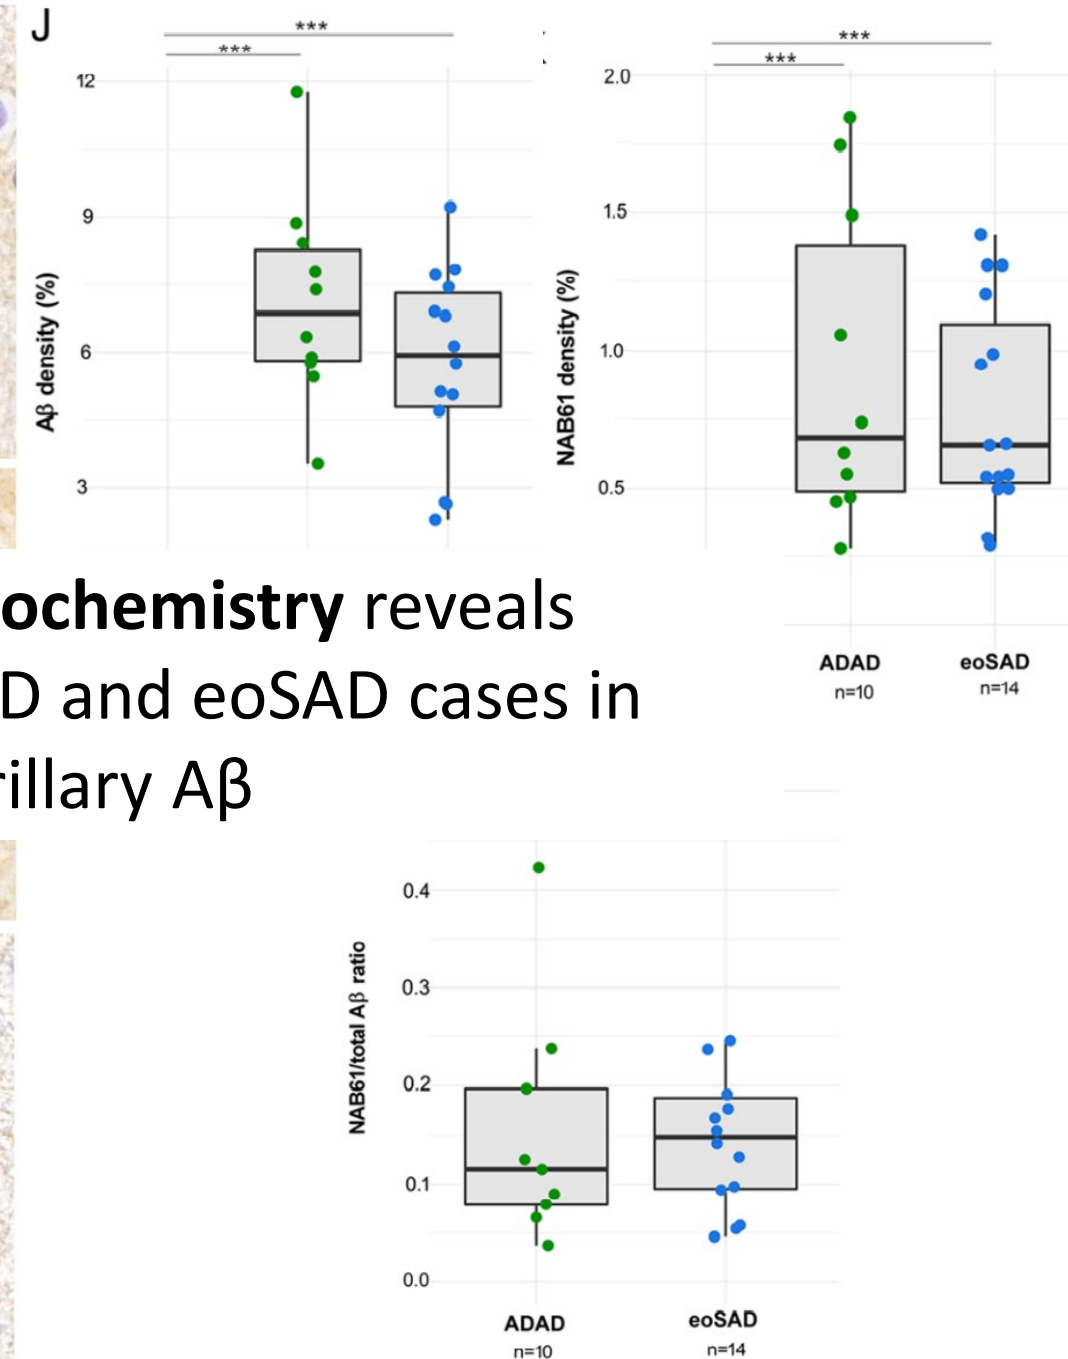 J
***
***
12
9
6
3
Aβ density (%)
***
***
2.0
1.5
1.0
0.5
NAB61 density (%)
ADAD
n=10
eoSAD
n=14
ochemistry reveals
D and eoSAD cases in
rillary Aβ
0.4
0.3
0.2
0.1
0.0
NAB61/total Aβ ratio
ADAD
n=10
eoSAD
n=14